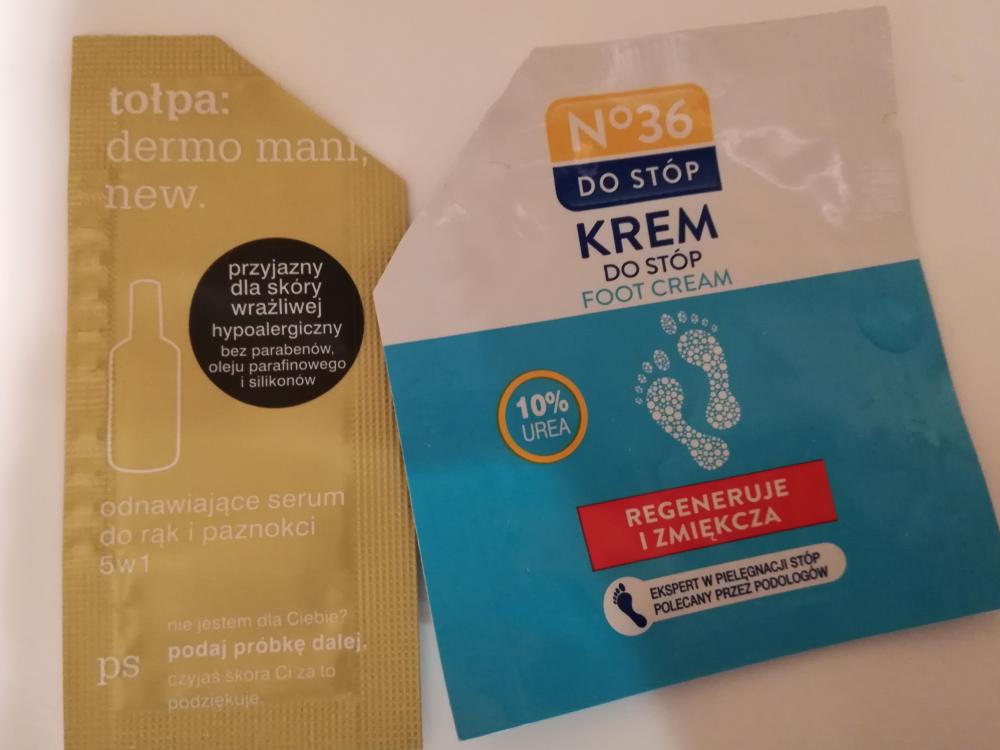 tołpa:
dermo mani,
new.
przyjazny
dla skóry
wrażliwej
hypoalergiczny
bez parabenów,
oleju parafinowego
i silikonów
odnawiające serum
do rąk i paznokci
5w1
nie jestem dla Ciebie?
ps podaj próbkę dalej,
czyjaś skóra Ci za to
podziękuje.
Nº36
DO STÓP
KREM
DO STÓP
FOOT CREAM
10%
UREA
REGENERUJE
I ZMIĘKCZA
EKSPERT W PIELĘGNACJI STÓP
POLECANY PRZEZ PODOLOGÓW